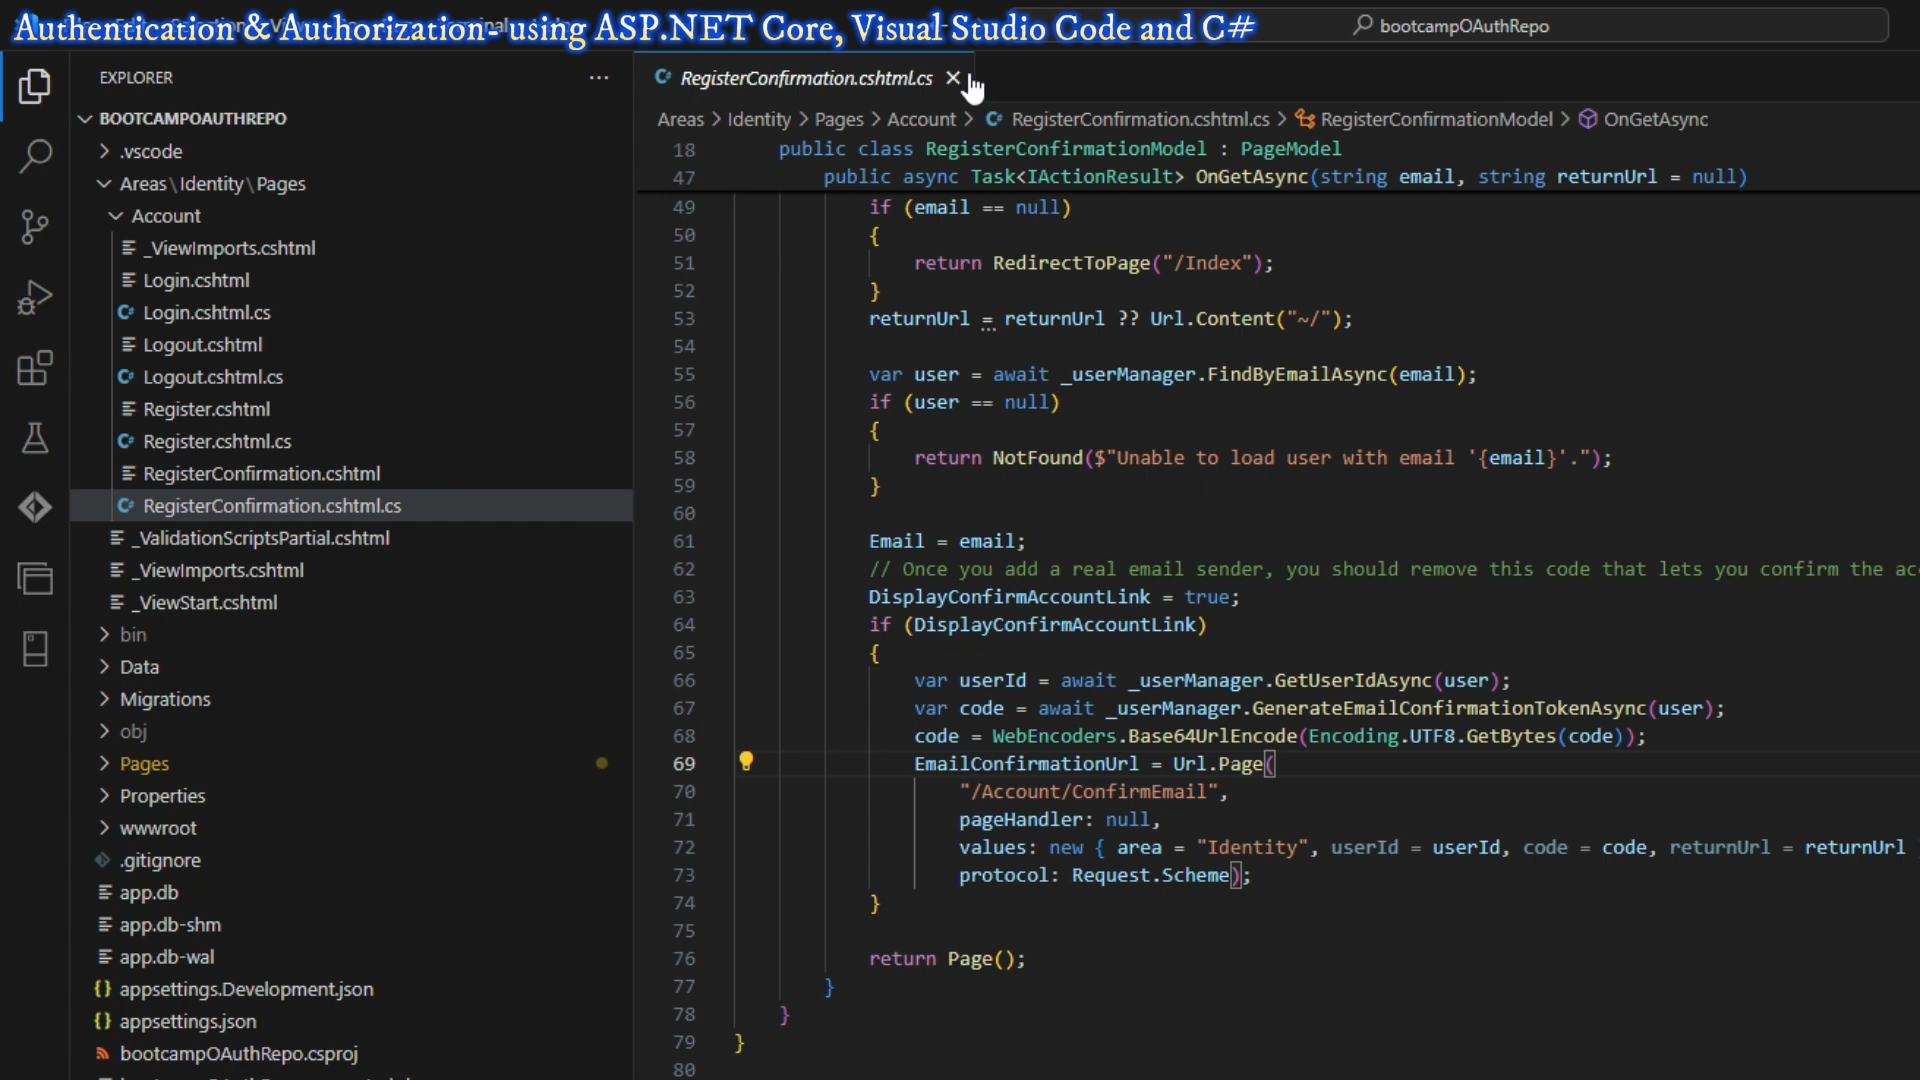 Authentication & Authorization- using ASP.NET Core, Visual Studio Code and C#
bootcampOAuthRepo
EXPLORER
RegisterConfirmation.cshtml.cs
Areas > Identity > Pages > Account > RegisterConfirmation.cshtml.cs > RegisterConfirmationModel > OnGetAsync
BOOTCAMPOAUTHREPO
.vscode
Areas\Identity\Pages
Account
_ViewImports.cshtml
Login.cshtml
Login.cshtml.cs
Logout.cshtml
Logout.cshtml.cs
Register.cshtml
Register.cshtml.cs
RegisterConfirmation.cshtml
RegisterConfirmation.cshtml.cs
_ValidationScriptsPartial.cshtml
_ViewImports.cshtml
_ViewStart.cshtml
bin
Data
Migrations
obj
Pages
Properties
wwwroot
.gitignore
app.db
app.db-shm
app.db-wal
appsettings.Development.json
appsettings.json
bootcampOAuthRepo.csproj
18 public class RegisterConfirmationModel : PageModel
47 public async Task<IActionResult> OnGetAsync(string email, string returnUrl = null)
49 if (email == null)
50 {
51 return RedirectToPage("/Index");
52 }
53 returnUrl = returnUrl ?? Url.Content("~/");
54
55 var user = await _userManager.FindByEmailAsync(email);
56 if (user == null)
57 {
58 return NotFound($"Unable to load user with email '{email}'.");
59 }
60
61 Email = email;
62 // Once you add a real email sender, you should remove this code that lets you confirm the ac
63 DisplayConfirmAccountLink = true;
64 if (DisplayConfirmAccountLink)
65 {
66 var userId = await _userManager.GetUserIdAsync(user);
67 var code = await _userManager.GenerateEmailConfirmationTokenAsync(user);
68 code = WebEncoders.Base64UrlEncode(Encoding.UTF8.GetBytes(code));
69 EmailConfirmationUrl = Url.Page(
70 "/Account/ConfirmEmail",
71 pageHandler: null,
72 values: new { area = "Identity", userId = userId, code = code, returnUrl = returnUrl
73 protocol: Request.Scheme);
74 }
75
76 return Page();
77 }
78 }
79 }
80